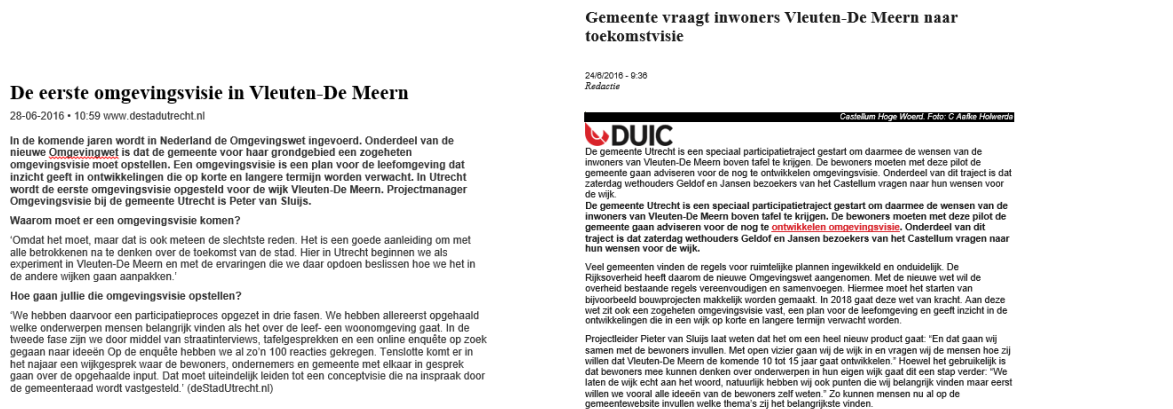 De eerste omgevingsvisie in Vleuten-De Meern
28-06-2016 • 10:59 www.destadutrecht.nl
In de komende jaren wordt in Nederland de Omgevingswet ingevoerd. Onderdeel van de
nieuwe Omgevingwet is dat de gemeente voor haar grondgebied een zogeheten
omgevingsvisie moet opstellen. Een omgevingsvisie is een plan voor de leefomgeving dat
inzicht geeft in ontwikkelingen die op korte en langere termijn worden verwacht. In Utrecht
wordt de eerste omgevingsvisie opgesteld voor de wijk Vleuten-De Meern. Projectmanager
Omgevingsvisie bij de gemeente Utrecht is Peter van Sluijs.
Waarom moet er een omgevingsvisie komen?
‘Omdat het moet, maar dat is ook meteen de slechtste reden. Het is een goede aanleiding om met
alle betrokkenen na te denken over de toekomst van de stad. Hier in Utrecht beginnen we als
experiment in Vleuten-De Meern en met de ervaringen die we daar opdoen beslissen hoe we het in
de andere wijken gaan aanpakken.’
Hoe gaan jullie die omgevingsvisie opstellen?
‘We hebben daarvoor een participatieproces opgezet in drie fasen. We hebben allereerst opgehaald
welke onderwerpen mensen belangrijk vinden als het over de leef- een woonomgeving gaat. In de
tweede fase zijn we door middel van straatinterviews, tafelgesprekken en een online enquête op zoek
gegaan naar ideeën Op de enquête hebben we al zo’n 100 reacties gekregen. Tenslotte komt er in
het najaar een wijkgesprek waar de bewoners, ondernemers en gemeente met elkaar in gesprek
gaan over de opgehaalde input. Dat moet uiteindelijk leiden tot een conceptvisie die na inspraak door
de gemeenteraad wordt vastgesteld.’ (deStadUtrecht.nl)
Gemeente vraagt inwoners Vleuten-De Meern naar
toekomstvisie
24/6/2016 - 9:36
Redactie
Castellum Hoge Woerd. Foto: C Aefke Holwerda
DUIC
De gemeente Utrecht is een speciaal participatietraject gestart om daarmee de wensen van de
inwoners van Vleuten-De Meern boven tafel te krijgen. De bewoners moeten met deze pilot de
gemeente gaan adviseren voor de nog te ontwikkelen omgevingsvisie. Onderdeel van dit traject is dat
zaterdag wethouders Geldof en Jansen bezoekers van het Castellum vragen naar hun wensen voor
de wijk.
De gemeente Utrecht is een speciaal participatietraject gestart om daarmee de wensen van de
inwoners van Vleuten-De Meern boven tafel te krijgen. De bewoners moeten met deze pilot de
gemeente gaan adviseren voor de nog te ontwikkelen omgevingsvisie. Onderdeel van dit
traject is dat zaterdag wethouders Geldof en Jansen bezoekers van het Castellum vragen naar
hun wensen voor de wijk.
Veel gemeenten vinden de regels voor ruimtelijke plannen ingewikkeld en onduidelijk. De
Rijksoverheid heeft daarom de nieuwe Omgevingswet aangenomen. Met de nieuwe wet wil de
overheid bestaande regels vereenvoudigen en samenvoegen. Hiermee moet het starten van
bijvoorbeeld bouwprojecten makkelijk worden gemaakt. In 2018 gaat deze wet van kracht. Aan deze
wet zit ook een zogeheten omgevingsvisie vast, een plan voor de leefomgeving en geeft inzicht in de
ontwikkelingen die in een wijk op korte en langere termijn verwacht worden.
Projectleider Pieter van Sluijs laat weten dat het om een heel nieuw product gaat: “En dat gaan wij
samen met de bewoners invullen. Met open vizier gaan wij de wijk in en vragen wij de mensen hoe zij
willen dat Vleuten-De Meern de komende 10 tot 15 jaar gaat ontwikkelen.” Hoewel het gebruikelijk is
dat bewoners mee kunnen denken over onderwerpen in hun eigen wijk gaat dit een stap verder: “We
laten de wijk echt aan het woord, natuurlijk hebben wij ook punten die wij belangrijk vinden maar eerst
willen we vooral alle ideeën van de bewoners zelf weten.” Zo kunnen mensen nu al op de
gemeentewebsite invullen welke thema’s zij het belangrijkste vinden.